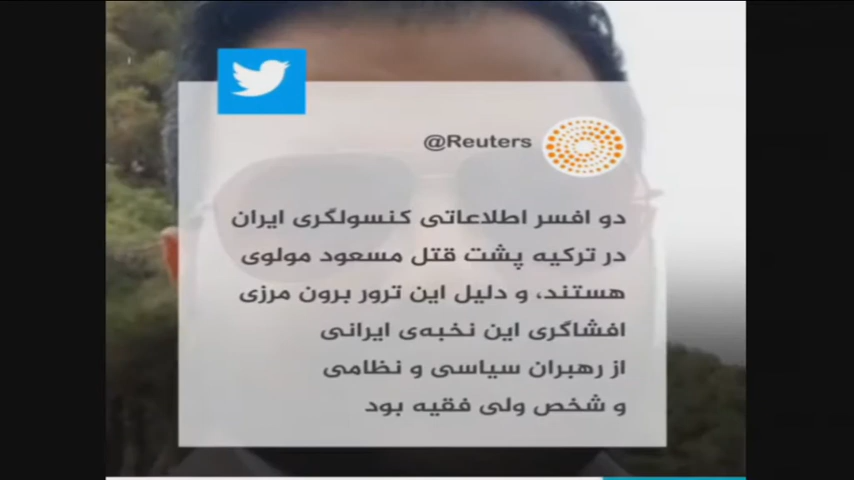 @Reuters
دو افسر اطلاعاتی کنسولگری ایران
در ترکیه پشت قتل مسعود مولوی
هستند، و دلیل این ترور برون مرزی
افشاگری این نخبه‌ی ایرانی
از رهبران سیاسی و نظامی
و شخص ولی فقیه بود